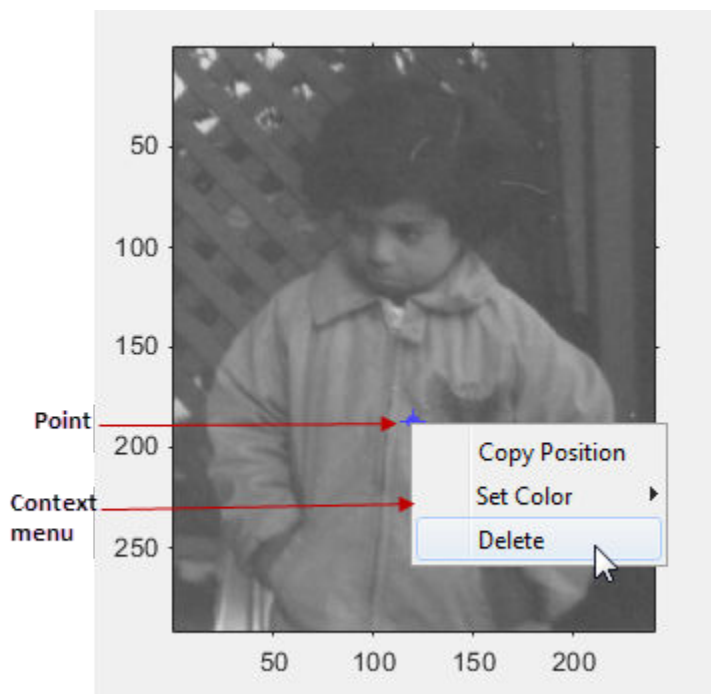 50
100
150
Point
200
Copy Position
Set Color
Context
menu
Delete
250
50 100 150 200